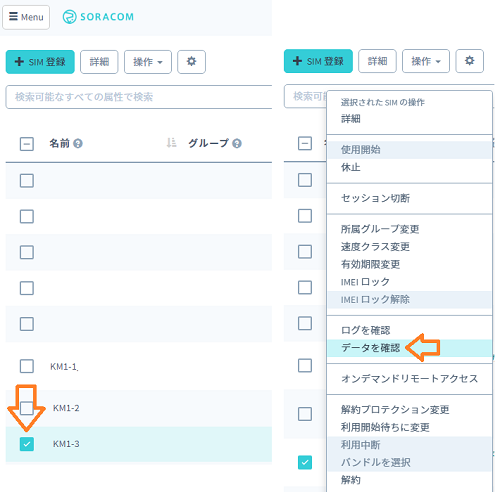 Menu
SORACOM
+ SIM 登録
詳細
操作
検索可能なすべての属性で検索
名前
グループ
KM1-1
KM1-2
KM1-3
+ SIM 登録
詳細
操作
検索可
選択された SIM の操作
詳細
使用開始
休止
セッション切断
所属グループ変更
速度クラス変更
有効期限変更
IMEI ロック
IMEI ロック解除
ログを確認
データを確認
オンデマンドリモートアクセス
解約プロテクション変更
利用開始待ちに変更
利用中断
バンドルを選択
解約